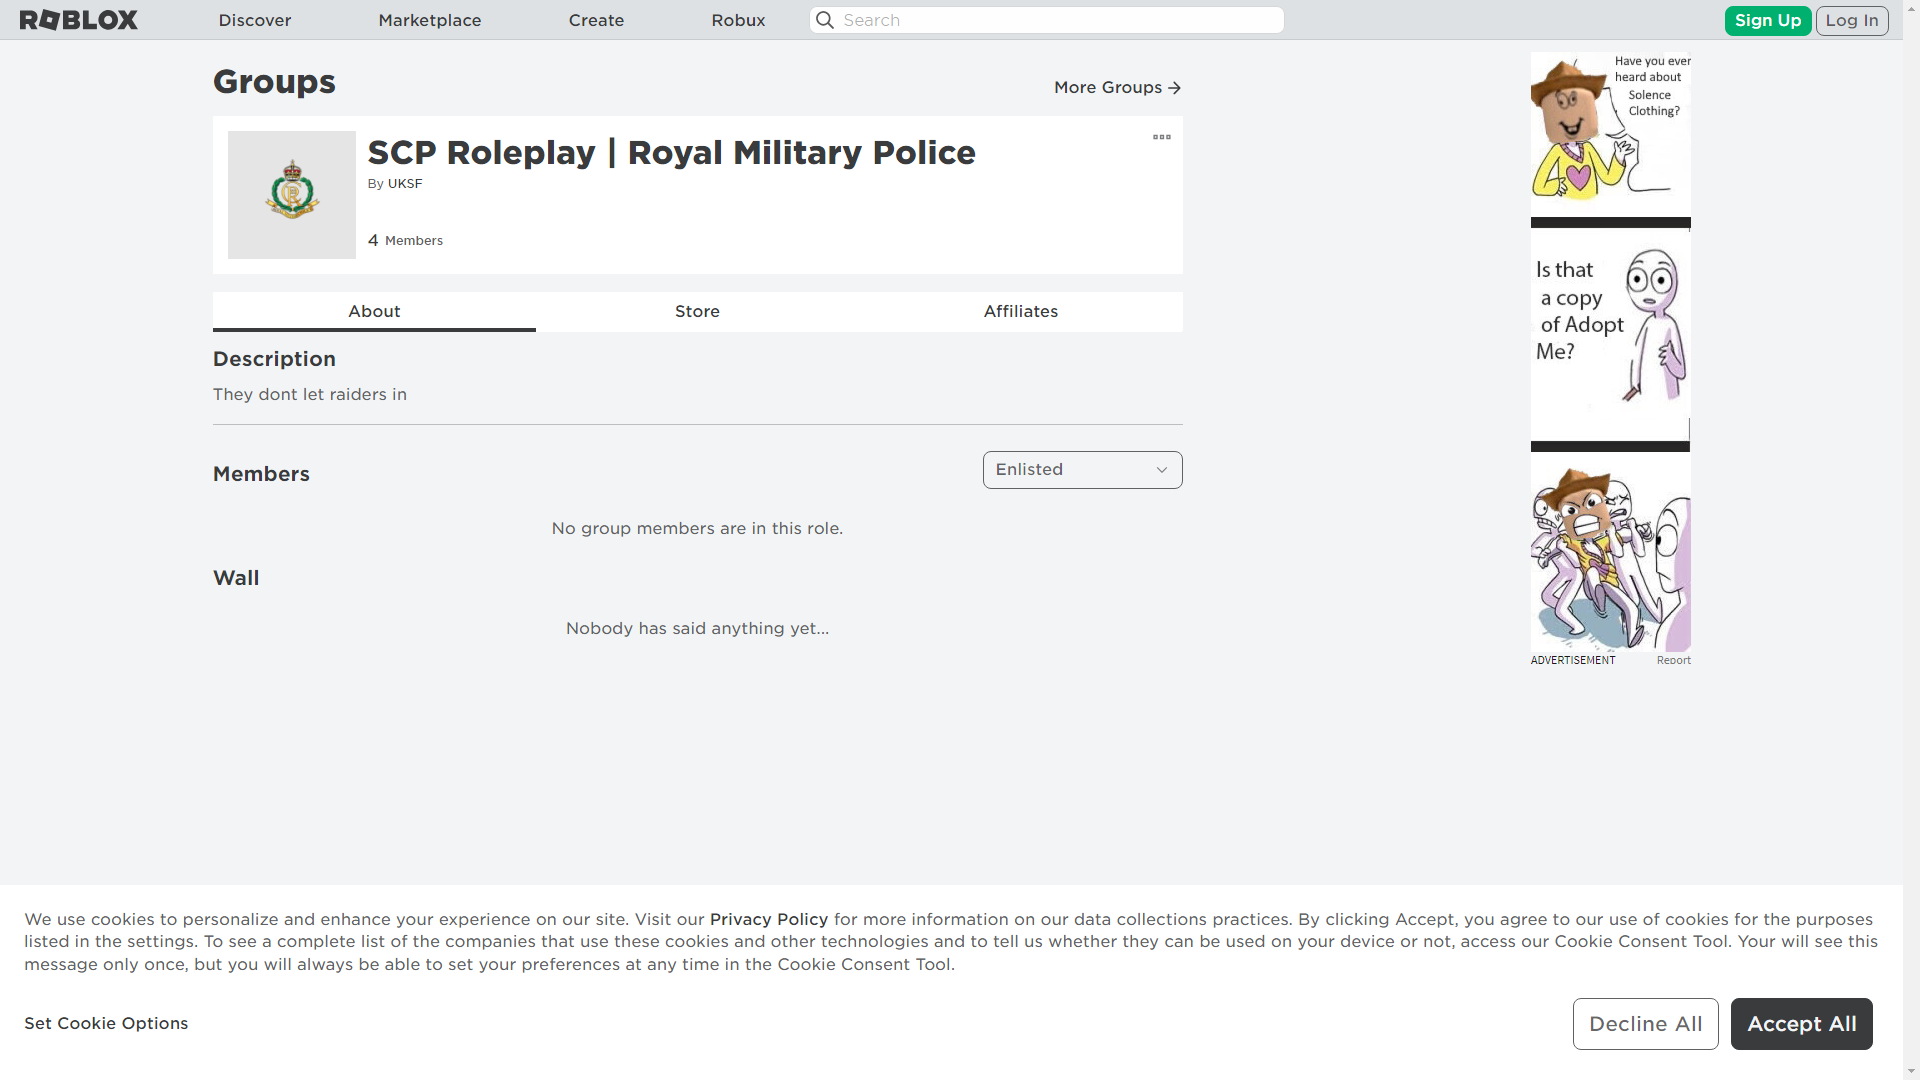 ROBLOX
Discover
Marketplace
Create
Robux
Search
Sign Up
Log In
Groups
More Groups
SCP Roleplay | Royal Military Police
By UKSF
4 Members
About
Store
Affiliates
Description
They dont let raiders in
Members
Enlisted
No group members are in this role.
Wall
Nobody has said anything yet...
Have you ever
heard about
Solence
Clothing?
Is that
a copy
of Adopt
Me?
ADVERTISEMENT
Report
We use cookies to personalize and enhance your experience on our site. Visit our Privacy Policy for more information on our data collections practices. By clicking Accept, you agree to our use of cookies for the purposes
listed in the settings. To see a complete list of the companies that use these cookies and other technologies and to tell us whether they can be used on your device or not, access our Cookie Consent Tool. Your will see this
message only once, but you will always be able to set your preferences at any time in the Cookie Consent Tool.
Set Cookie Options
Decline All
Accept All